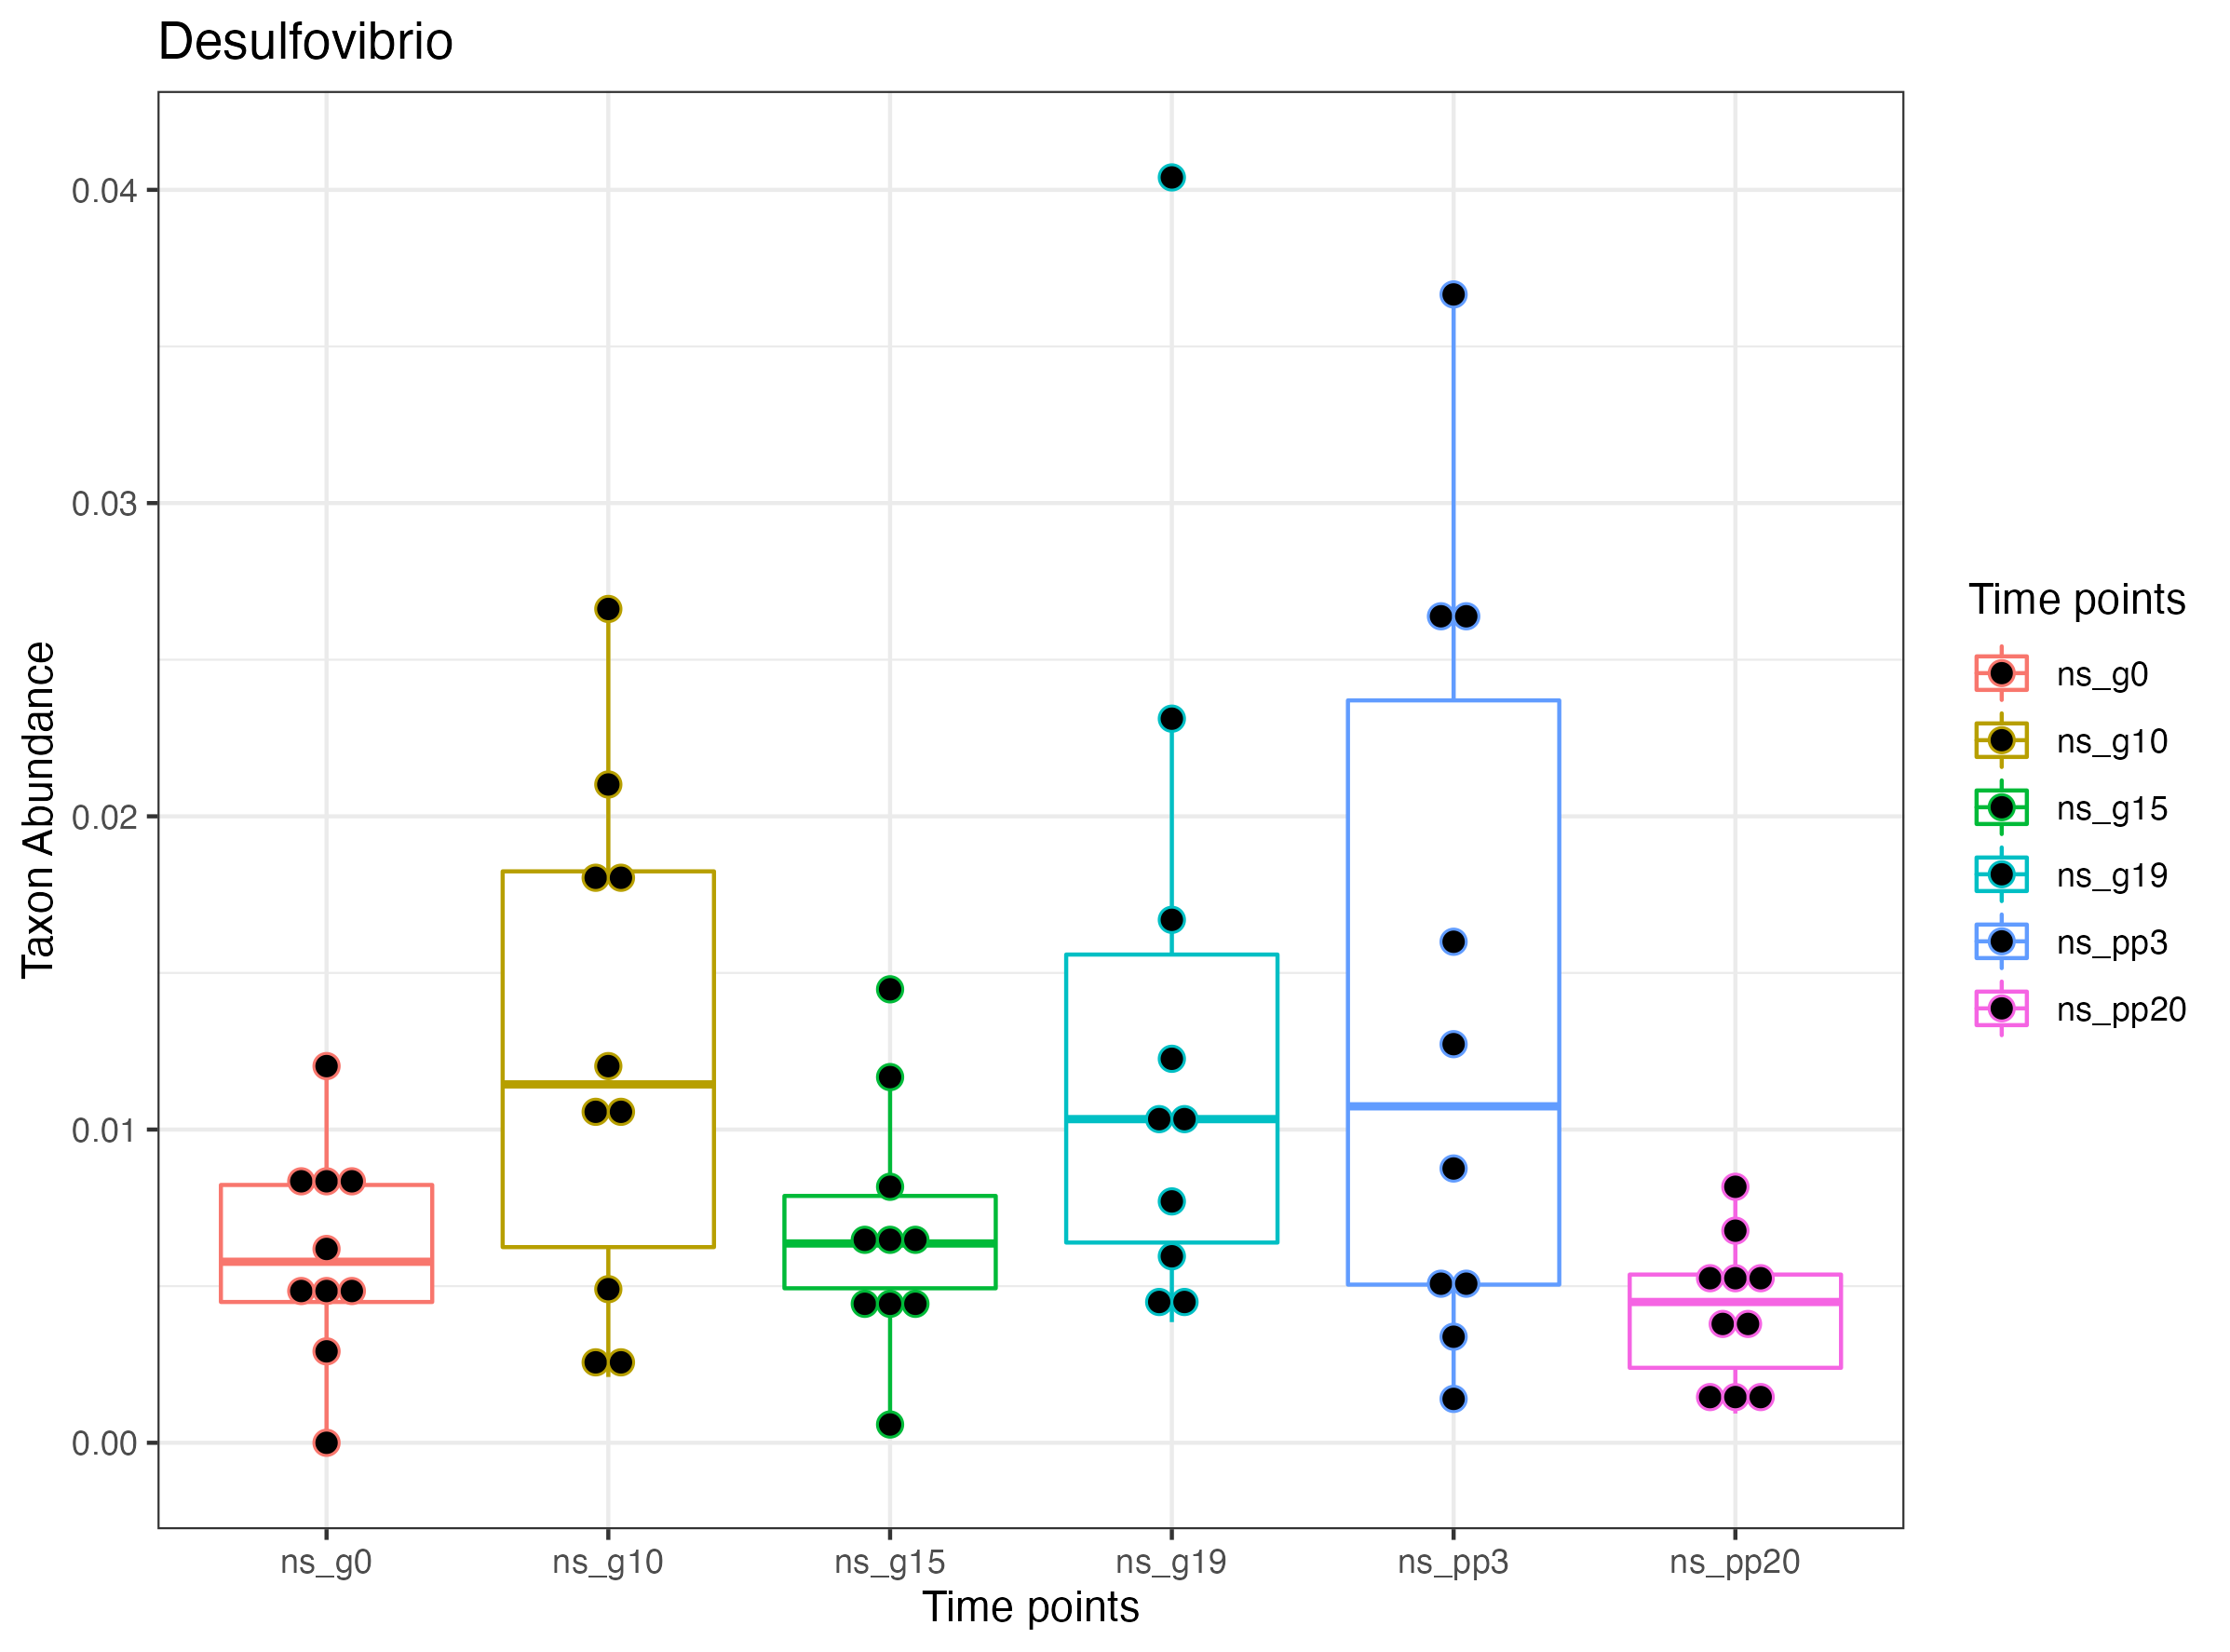 Desulfovibrio
Taxon Abundance
0.04
0.03
0.02
0.01
0.00
ns_g0 ns_g10 ns_g15 ns_g19 ns_pp3 ns_pp20
Time points
Time points
ns_g0
ns_g10
ns_g15
ns_g19
ns_pp3
ns_pp20